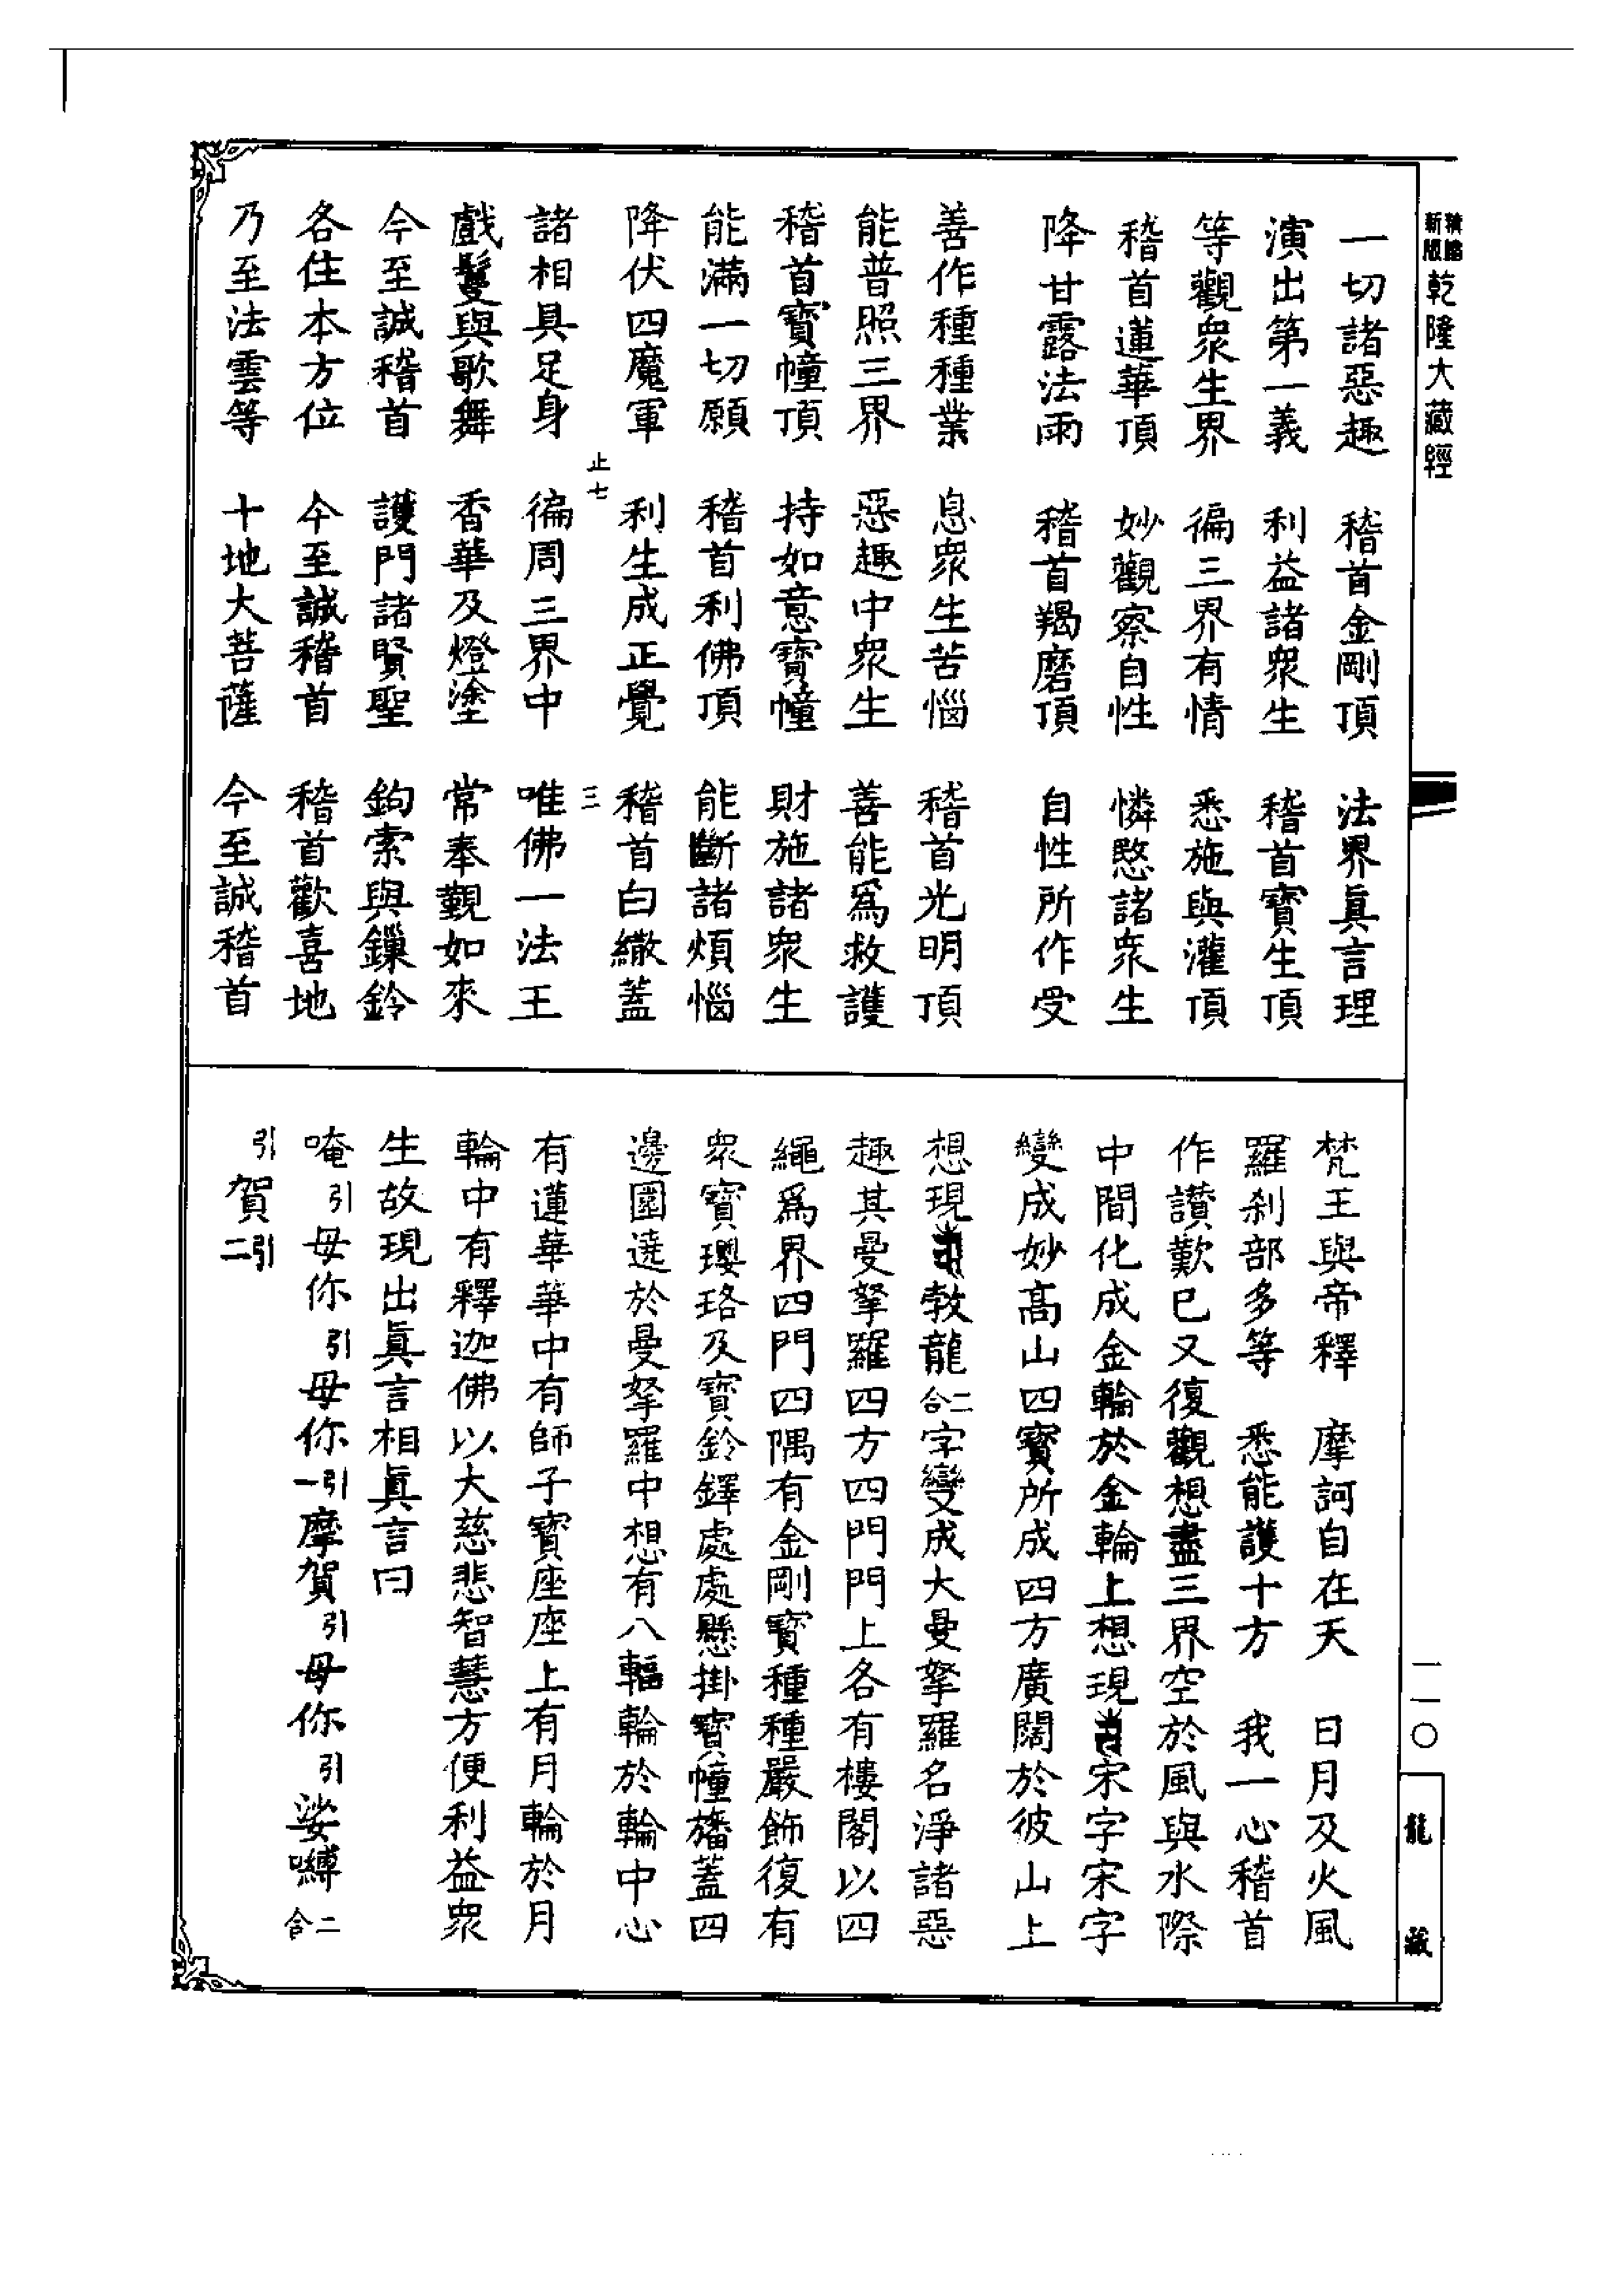 乾隆大藏經
一切諸惡趣　稽首金剛頂　法界眞言理
演出第一義　利益諸衆生　稽首寶生頂
等觀衆生界　徧三界有情　悉施與灌頂
稽首蓮華頂　妙觀察自性　憐愍諸衆生
降甘露法雨　稽首羯磨頂　自性所作受
善作種種業　息衆生苦惱　稽首光明頂
能普照三界　惡趣中衆生　善能爲救護
稽首寶幢頂　持如意寶幢　財施諸衆生
能滿一切願　稽首利佛頂　能斷諸煩惱
降伏四魔軍　利生成正覺　稽首白繖蓋
止七　三
諸相具足身　徧周三界中　唯佛一法王
戲鬘與歌舞　香華及燈塗　常奉覲如來
今至誠稽首　護門諸賢聖　鉤索與鏁鈴
各住本方位　今至誠稽首　稽首歡喜地
乃至法雲等　十地大菩薩　今至誠稽首
梵王與帝釋　摩訶自在天　日月及火風
羅刹部多等　悉能護十方　我一心稽首
作讃歎已又復觀想盡三界空於風與水際
中間化成金輪於金輪上想現宋字字宋字
變成妙高山四寶所成四方廣闊於彼山上
想現敎龍二合字變成大曼拏羅名淨諸惡
趣其曼拏羅四方四門門上各有樓閣以四
繩爲界四門四隅有金剛寶種種嚴飾復有
衆寶瓔珞及寶鈴鐸處處懸掛寶幢旛蓋四
邊圍遶於曼拏羅中想有八輻輪於輪中心
有蓮華華中有師子寶座座上有月輪於月
輪中有釋迦佛以大慈悲智慧方便利益衆
生故現出眞言相眞言曰
唵引毋你引毋你引一摩賀引毋你引娑嚩二合
引賀引二
一一〇
龍藏